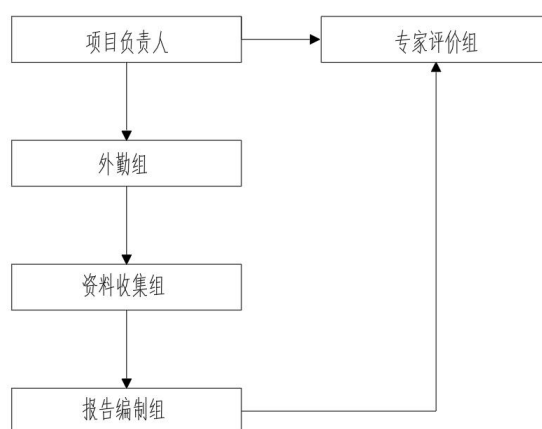 项目负责人
专家评价组
外勤组
资料收集组
报告编制组